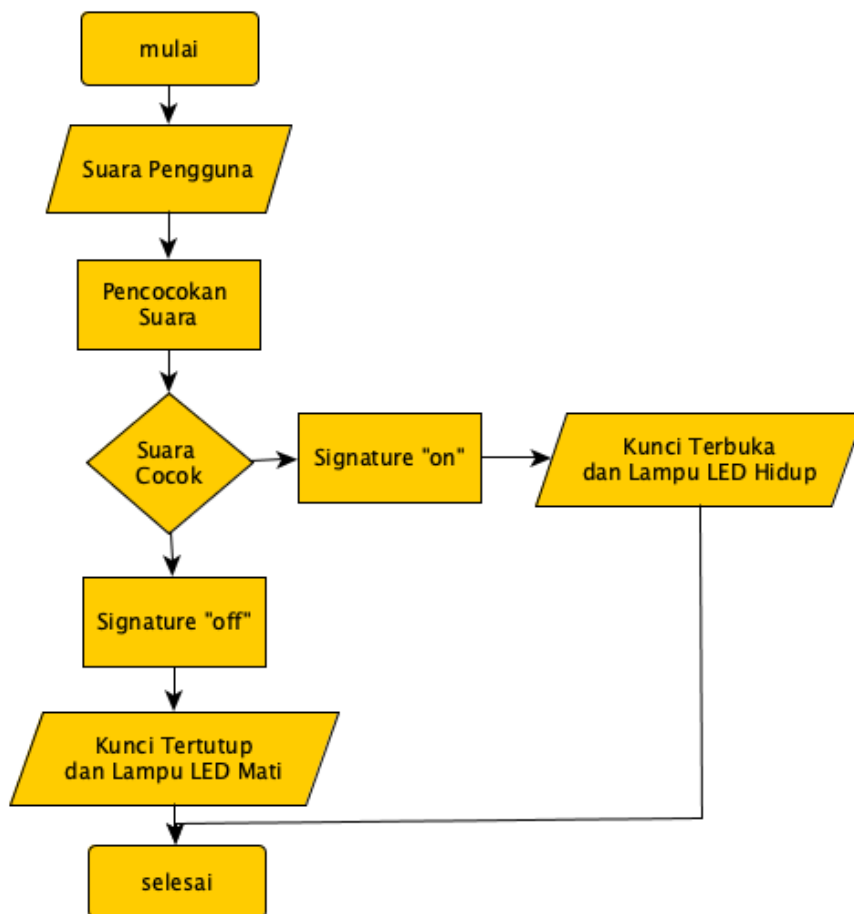 mulai
Suara Pengguna
Pencocokan
Suara
Suara
Cocok
Signature "on"
Kunci Terbuka
dan Lampu LED Hidup
Signature "off"
Kunci Tertutup
dan Lampu LED Mati
selesai